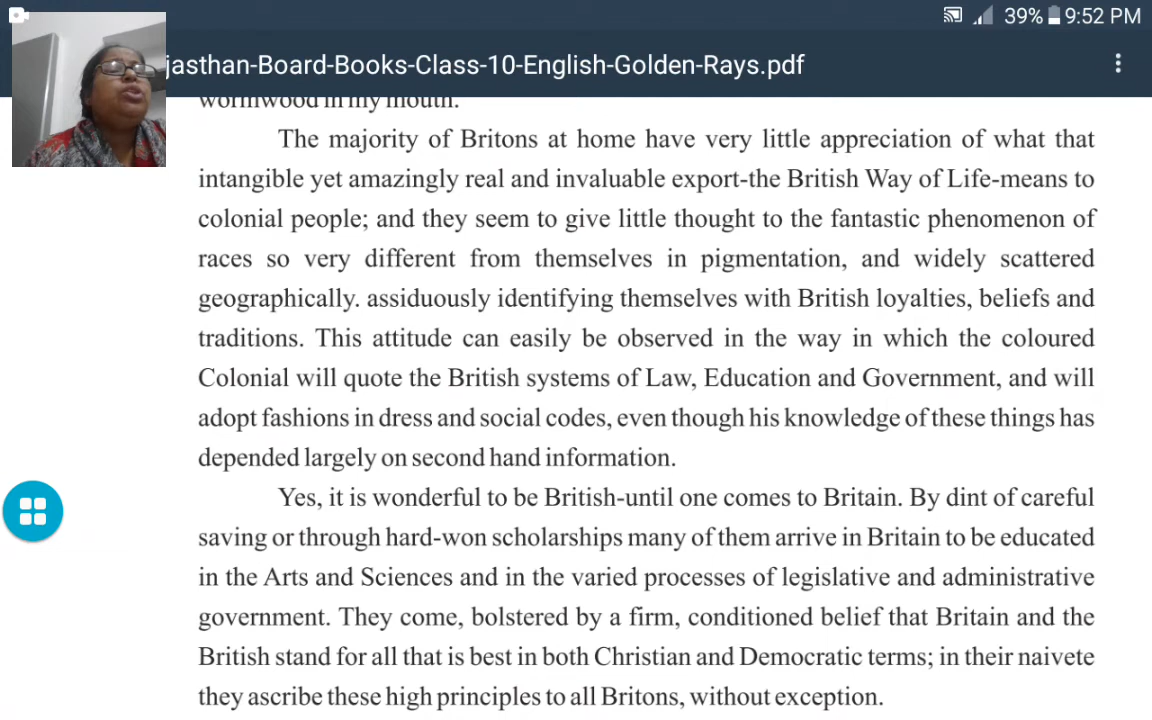 39% 9:52 PM
jasthan-Board-Books-Class-10-English-Golden-Rays.pdf
wormwood in my mouth.
The majority of Britons at home have very little appreciation of what that
intangible yet amazingly real and invaluable export-the British Way of Life-means to
colonial people; and they seem to give little thought to the fantastic phenomenon of
races so very different from themselves in pigmentation, and widely scattered
geographically. assiduously identifying themselves with British loyalties, beliefs and
traditions. This attitude can easily be observed in the way in which the coloured
Colonial will quote the British systems of Law, Education and Government, and will
adopt fashions in dress and social codes, even though his knowledge of these things has
depended largely on second hand information.
Yes, it is wonderful to be British-until one comes to Britain. By dint of careful
saving or through hard-won scholarships many of them arrive in Britain to be educated
in the Arts and Sciences and in the varied processes of legislative and administrative
government. They come, bolstered by a firm, conditioned belief that Britain and the
British stand for all that is best in both Christian and Democratic terms; in their naivete
they ascribe these high principles to all Britons, without exception.